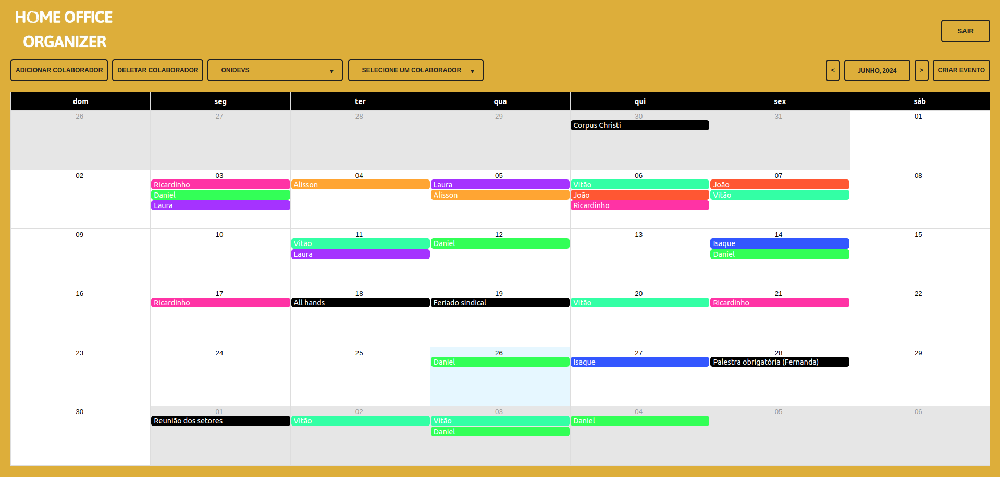 HOME OFFICE
ORGANIZER
SAIR
ADICIONAR COLABORADOR DELETAR COLABORADOR ONIDEVS ▼ SELECIONE UM COLABORADOR ▼ < JUNHO, 2024 > CRIAR EVENTO
dom seg ter qua qui sex sáb
26 27 28 29 30 31 01
Corpus Christi
02 03 04 05 06 07 08
Ricardinho Alisson Laura Vitão João
Daniel Alisson João Vitão
Laura Ricardinho
09 10 11 12 13 14 15
Vitão Daniel Isaque
Laura Daniel
16 17 18 19 20 21 22
Ricardinho All hands Feriado sindical Vitão Ricardinho
23 24 25 26 27 28 29
Daniel Isaque Palestra obrigatória (Fernanda)
30 01 02 03 04 05 06
Reunião dos setores Vitão Vitão Daniel
Daniel